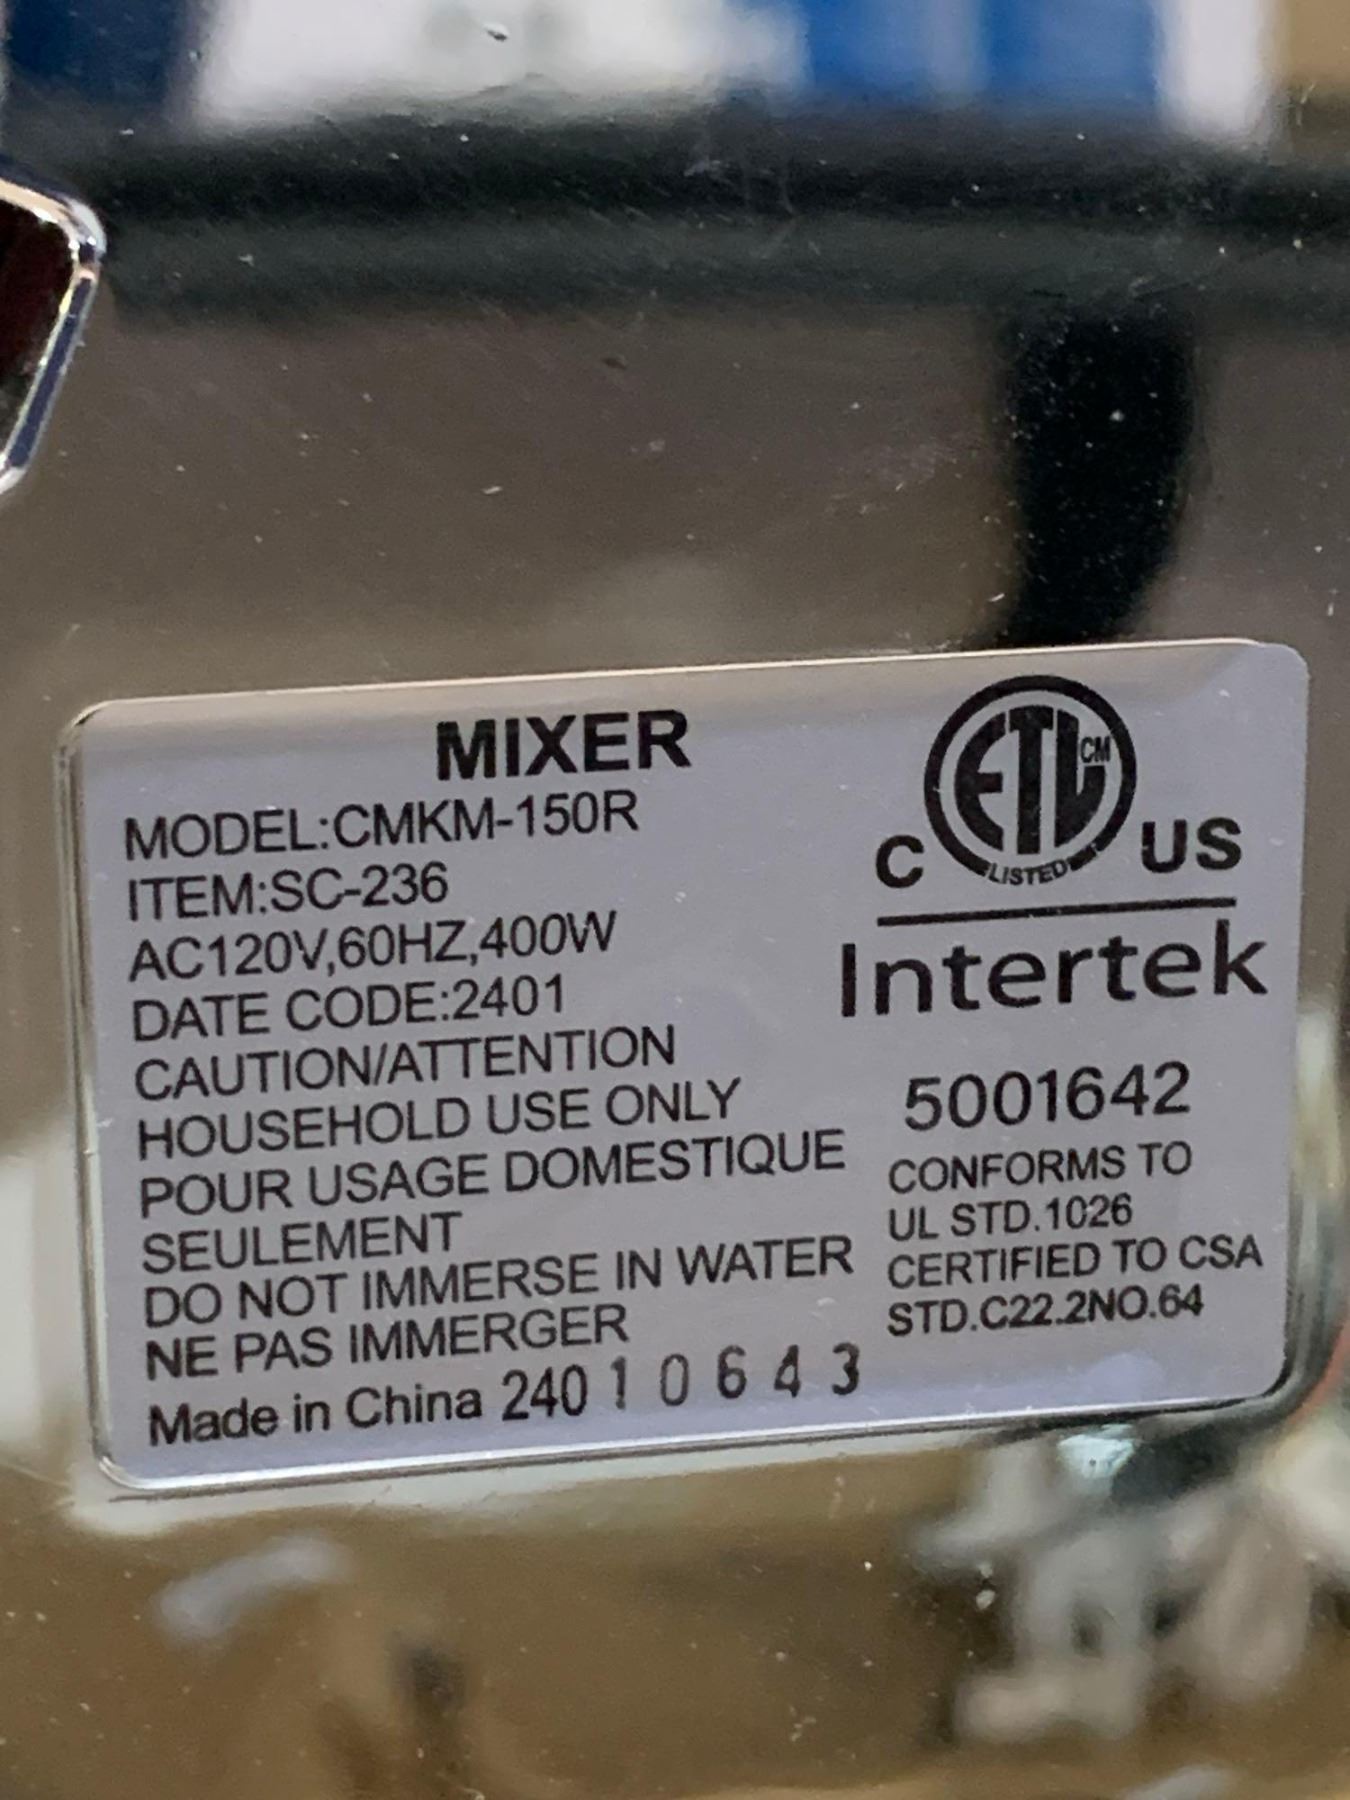 MIXER
MODEL:CMKM-150R
ITEM:SC-236
AC120V,60HZ,400W
DATE CODE:2401
CAUTION/ATTENTION
HOUSEHOLD USE ONLY
POUR USAGE DOMESTIQUE
SEULEMENT
DO NOT IMMERSE IN WATER
NE PAS IMMERGER
Made in China 24010643
ETL CM
LISTED
C US
Intertek
5001642
CONFORMS TO
UL STD.1026
CERTIFIED TO CSA
STD.C22.2NO.64